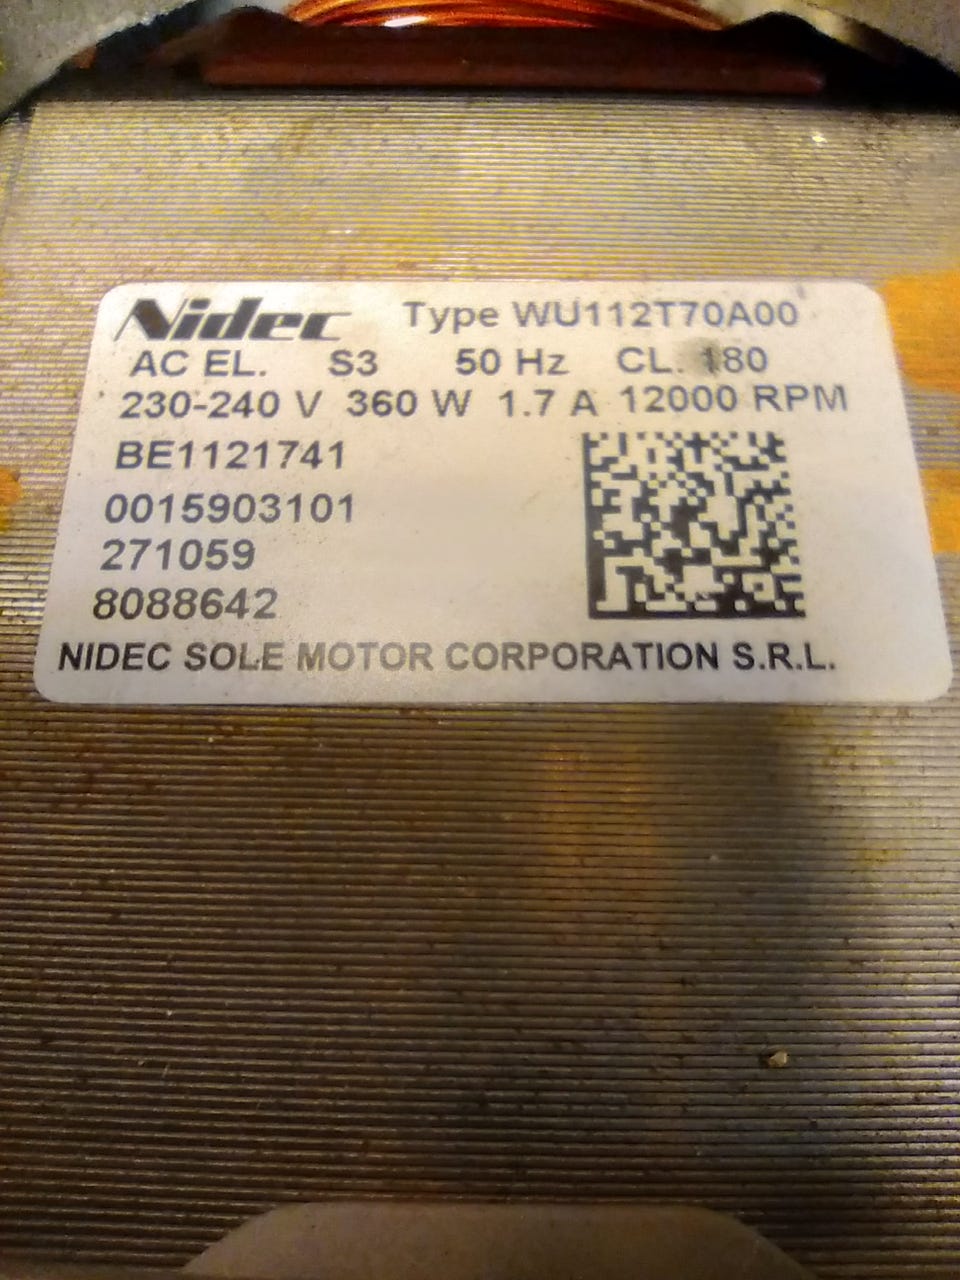 Nidec Type WU112T70A00
AC EL. S3 50 Hz CL. 180
230-240 V 360 W 1.7 A 12000 RPM
BE1121741
0015903101
271059
8088642
NIDEC SOLE MOTOR CORPORATION S.R.L.